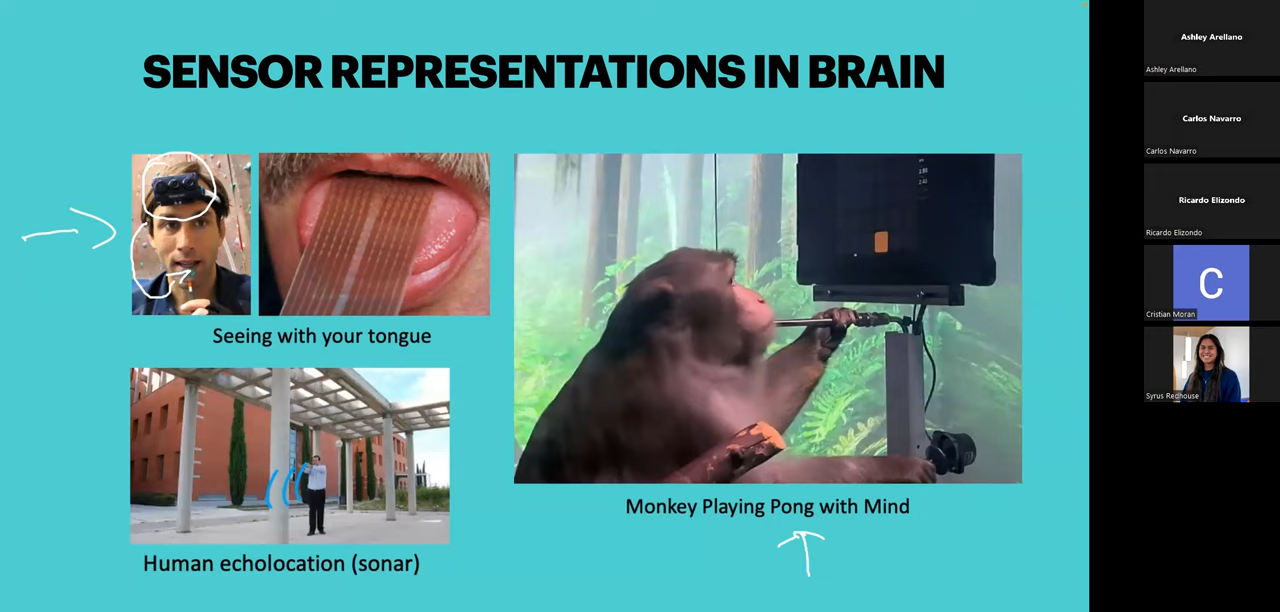 SENSOR REPRESENTATIONS IN BRAIN
Seeing with your tongue
Human echolocation (sonar)
Monkey Playing Pong with Mind
Ashley Arellano
Ashley Arellano
Carlos Navarro
Carlos Navarro
Ricardo Elizondo
Ricardo Elizondo
C
Cristian Moran
Syrus Redhouse